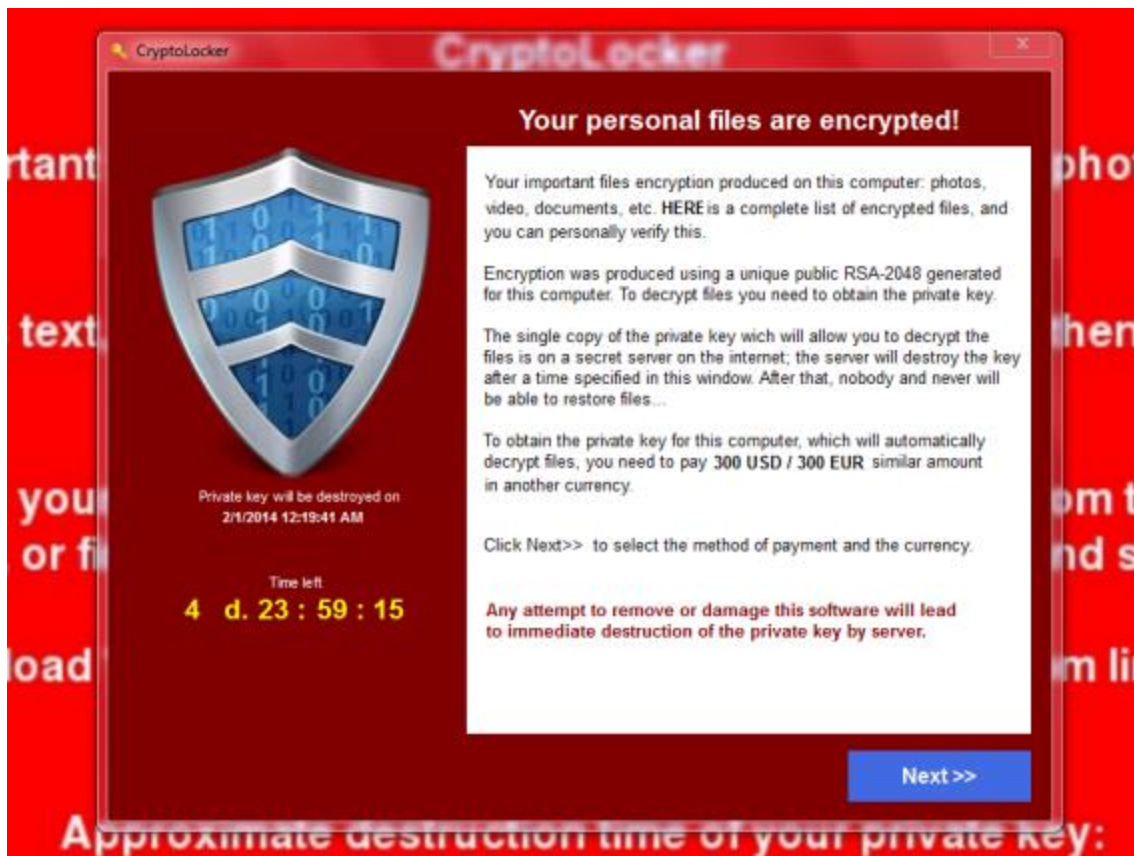 CryptoLocker
CryptoLocker
Your personal files are encrypted!
rtant
pho
Your important files encryption produced on this computer: photos,
video, documents, etc. HERE is a complete list of encrypted files, and
you can personally verify this.
Encryption was produced using a unique public RSA-2048 generated
for this computer. To decrypt files you need to obtain the private key.
text
hen
The single copy of the private key wich will allow you to decrypt the
files is on a secret server on the internet; the server will destroy the key
after a time specified in this window. After that, nobody and never will
be able to restore files...
To obtain the private key for this computer, which will automatically
decrypt files, you need to pay 300 USD / 300 EUR similar amount
in another currency.
Private key will be destroyed on
2/1/2014 12:19:41 AM
you
om t
or fi
nd s
Click Next>> to select the method of payment and the currency.
Time left
4 d. 23 : 59 : 15
Any attempt to remove or damage this software will lead
to immediate destruction of the private key by server.
load
m li
Next >>
Approximate destruction time of your private key: